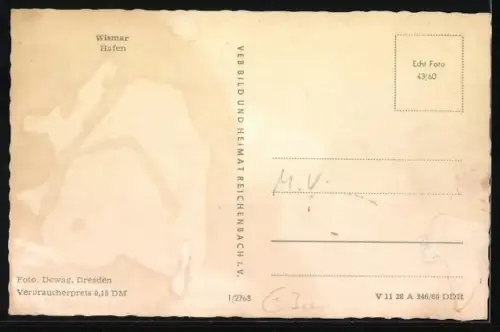 Wismar
Hafen
VEB BILD UND HEIMAT REICHENBACH i. V.
Echt Foto
43|60
Foto. Dewag, Dresden
Verbraucherpreis 0,15 DM
1/2765
V 11 28 A 346/60 DDR